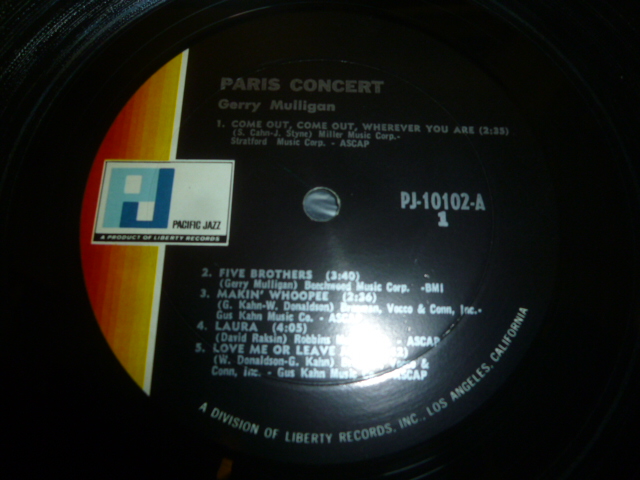 PARIS CONCERT
Gerry Mulligan
1. COME OUT, COME OUT, WHEREVER YOU ARE (2:35)
(S. Cahn-J. Styne) Miller Music Corp.-
Stratford Music Corp. - ASCAP
PJ
PACIFIC JAZZ
A PRODUCT OF LIBERTY RECORDS
PJ-10102-A
1
2. FIVE BROTHERS (3:40)
(Gerry Mulligan) Beechwood Music Corp. -BMI
3. MAKIN' WHOOPEE (2:36)
(G. Kahn-W. Donaldson) Vocco & Conn, Inc.-
Gus Kahn Music Co. - ASCAP
4. LAURA (4:05)
(David Raksin) Robbins - ASCAP
5. LOVE ME OR LEAVE
(W. Donaldson-G. Kahn) &
Conn, Inc. - Gus Kahn Music - ASCAP
A DIVISION OF LIBERTY RECORDS, INC., LOS ANGELES, CALIFORNIA